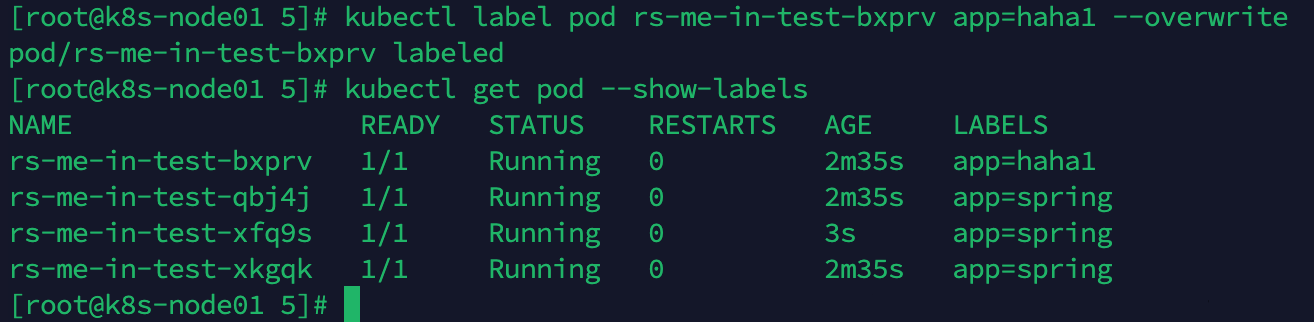 [root@k8s-node01 5]# kubectl label pod rs-me-in-test-bxprv app=haha1 --overwrite
pod/rs-me-in-test-bxprv labeled
[root@k8s-node01 5]# kubectl get pod --show-labels
NAME                  READY   STATUS    RESTARTS   AGE     LABELS
rs-me-in-test-bxprv   1/1     Running   0          2m35s   app=haha1
rs-me-in-test-qbj4j   1/1     Running   0          2m35s   app=spring
rs-me-in-test-xfq9s   1/1     Running   0          3s      app=spring
rs-me-in-test-xkgqk   1/1     Running   0          2m35s   app=spring
[root@k8s-node01 5]#